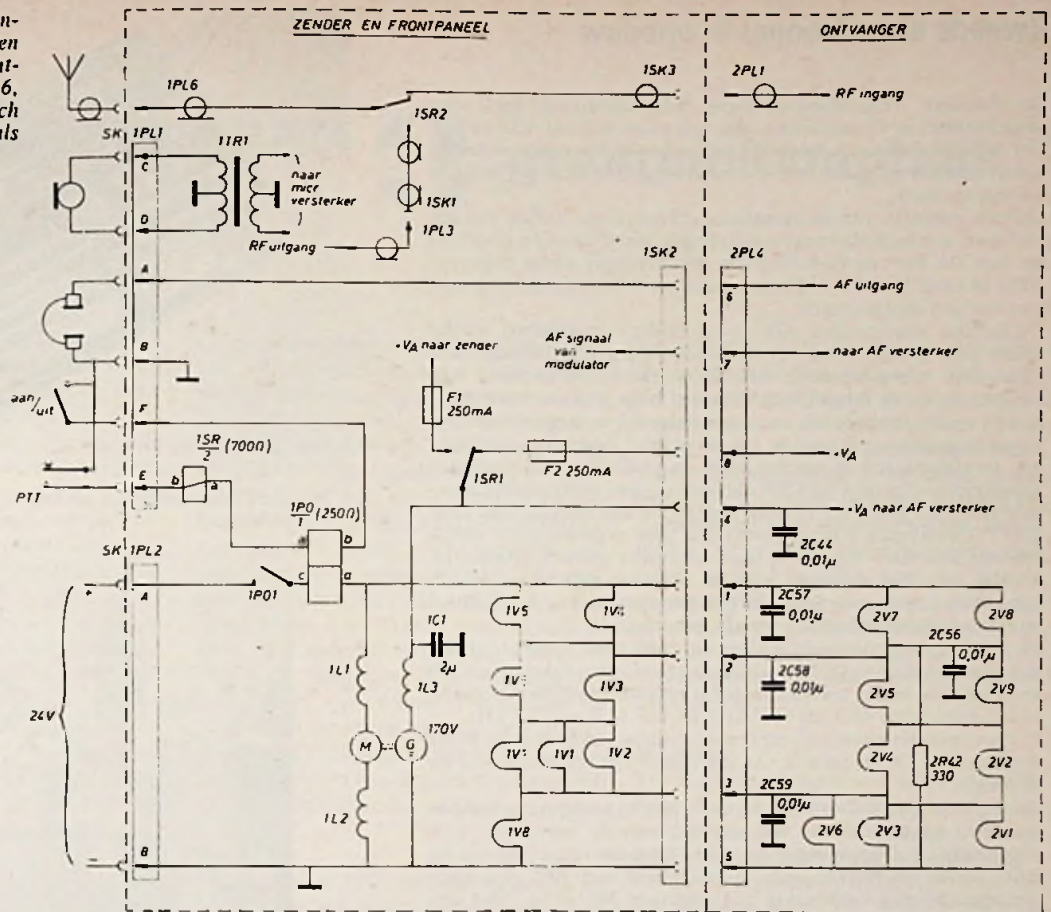 n-
en
nt-
6,
ch
als
ZENDER EN FRONTPANEEL
ONTVANGER
1PL6
1SK3
2PL1
RF ingang
1SR2
SK 1PL1
1TR1
C
naar
micr
versterker
1SK1
D
1PL3
RF uitgang
1SK2
2PL4
A
6
AF uitgang
+VA naar zender
AF signaal
van
modulator
B
7
naar AF versterker
aan/uit
F1
250mA
F
1SR/2 (700Ω)
F2 250mA
8
+VA
1SR1
PTT
E
b
a
1PO/1 (250Ω)
4
+VA naar AF versterker
b
2C44
0,01μ
SK 1PL2
+
A
1PO1
c
a
1
1V5
2C57
0,01μ
2V7
2V8
1C1
2μ
2C56
0,01μ
1L1
1L3
2
2C58
0,01μ
1V3
2V5
2V9
24V
170V
M
G
1V1
1V2
2V4
2R42
330
2V2
1L2
3
2C59
0,01μ
1V8
2V6
2V3
2V1
-
B
5